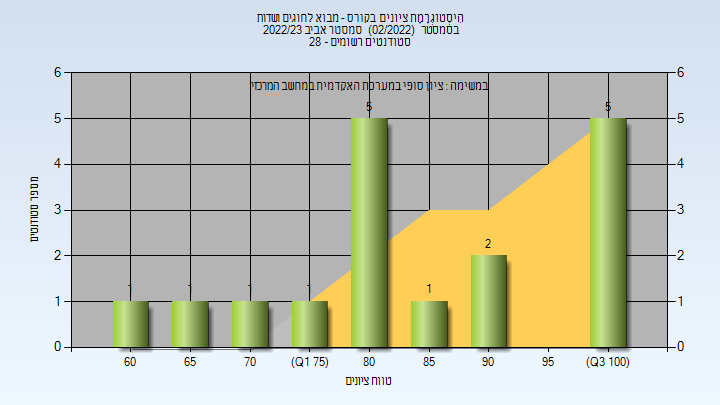 היסטוגרמת ציונים בקורס - מבוא לחוגים ושדות
בסמסטר (02/2022) סמסטר אביב 2022/23
סטודנטים רשומים - 28
במשימה : ציון סופי במערכת האקדמית במחשב המרכזי
6 6
5 5
4 4
3 3
2 2
1 1
0 0
5 5
2
1 1 1 1 1
מספר סטודנטים
60 65 70 (Q1 75) 80 85 90 95 (Q3 100)
טווח ציונים